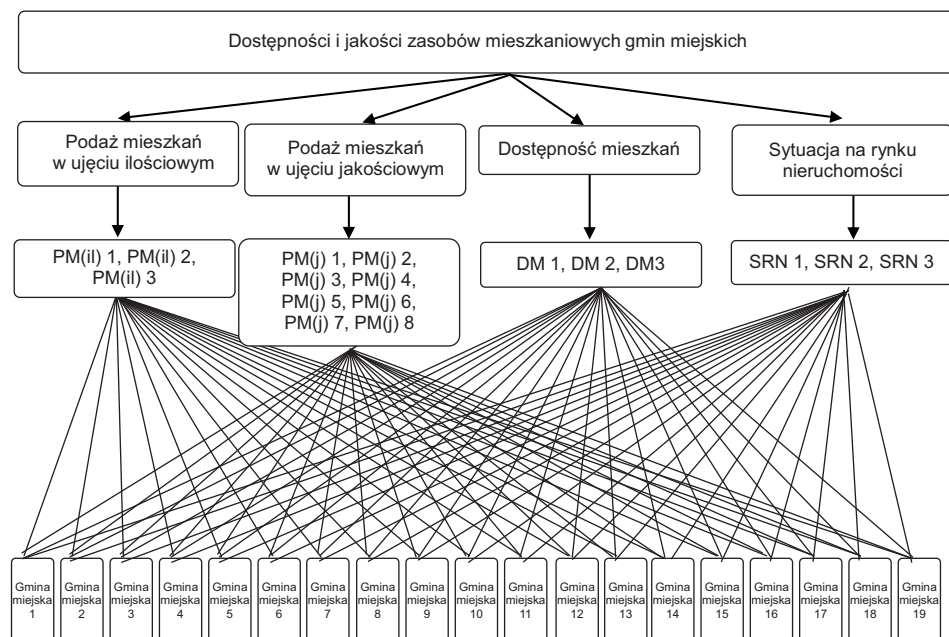 Dostępności i jakości zasobów mieszkaniowych gmin miejskich
Podaż mieszkań
w ujęciu ilościowym
Podaż mieszkań
w ujęciu jakościowym
Dostępność mieszkań
Sytuacja na rynku
nieruchomości
PM(il) 1, PM(il) 2,
PM(il) 3
PM(j) 1, PM(j) 2,
PM(j) 3, PM(j) 4,
PM(j) 5, PM(j) 6,
PM(j) 7, PM(j) 8
DM 1, DM 2, DM3
SRN 1, SRN 2, SRN 3
Gmina
miejska
1
Gmina
miejska
2
Gmina
miejska
3
Gmina
miejska
4
Gmina
miejska
5
Gmina
miejska
6
Gmina
miejska
7
Gmina
miejska
8
Gmina
miejska
9
Gmina
miejska
10
Gmina
miejska
11
Gmina
miejska
12
Gmina
miejska
13
Gmina
miejska
14
Gmina
miejska
15
Gmina
miejska
16
Gmina
miejska
17
Gmina
miejska
18
Gmina
miejska
19